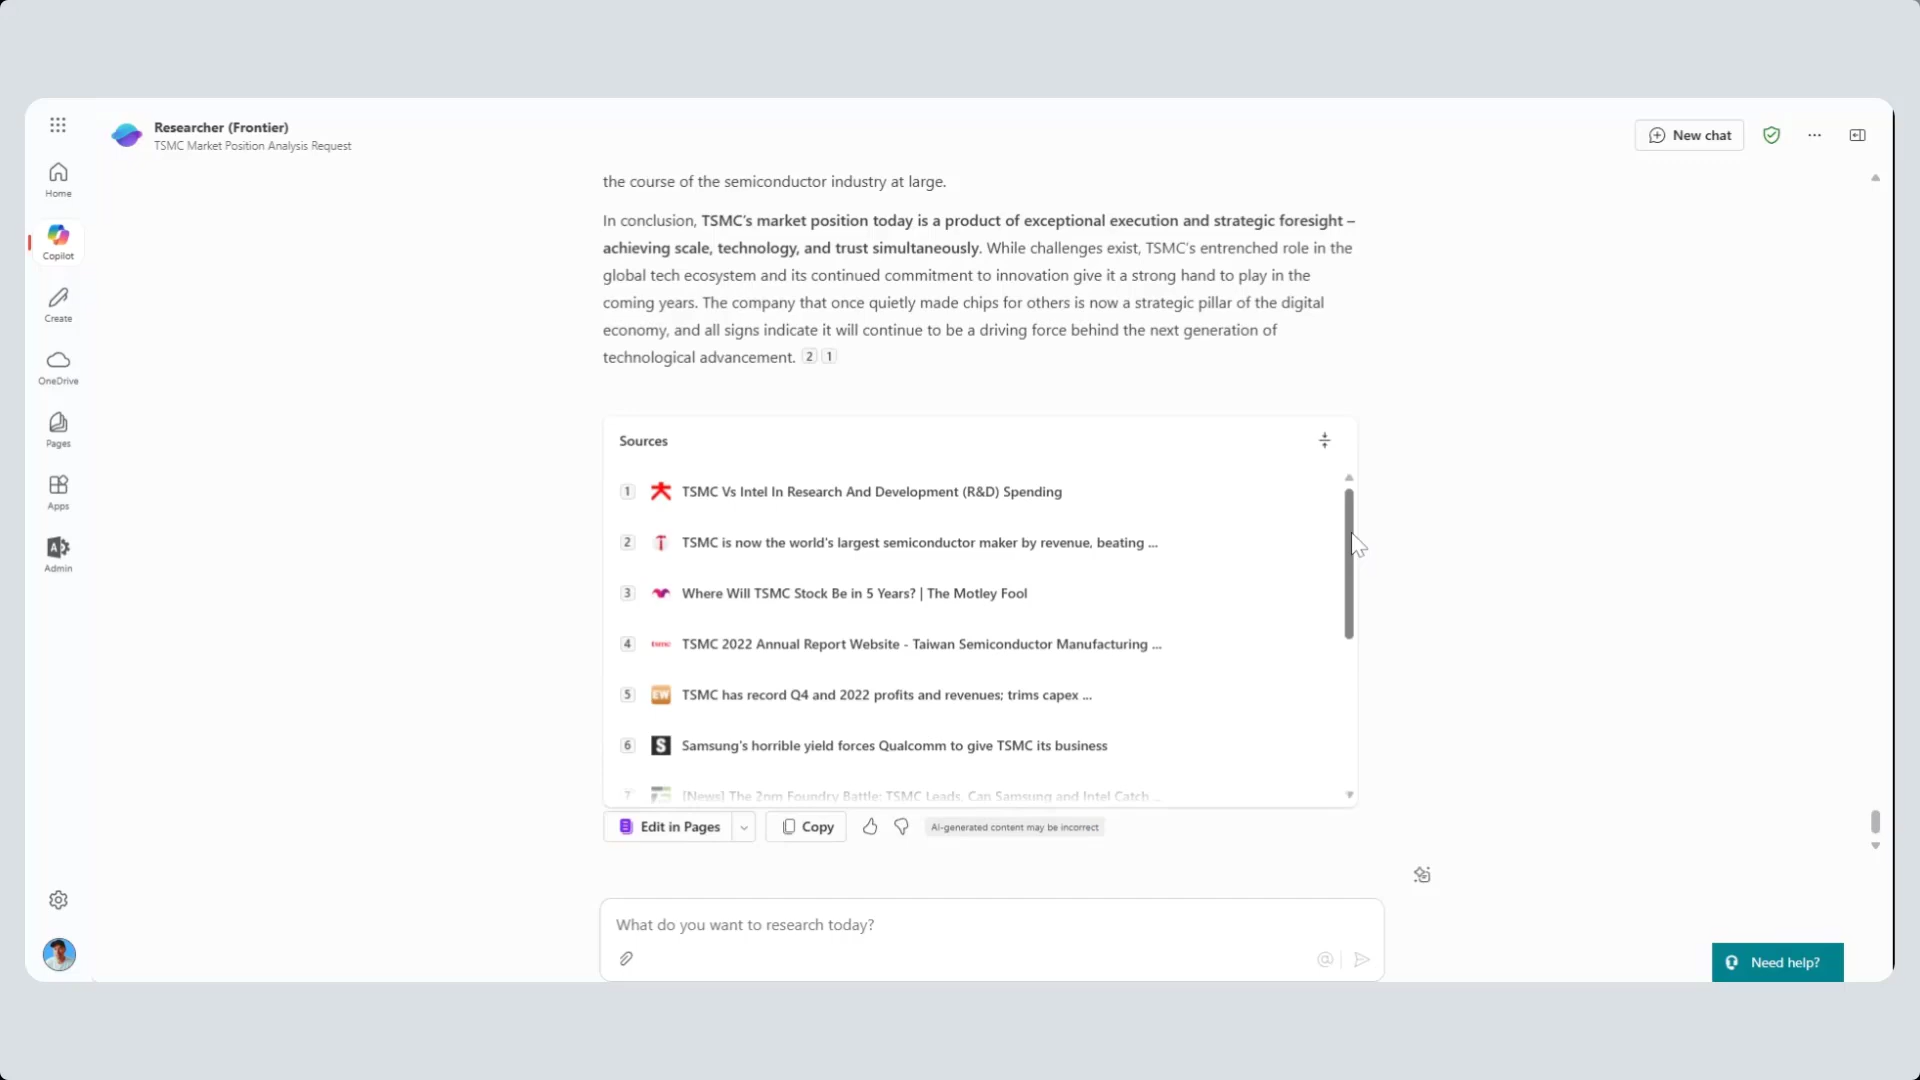 Researcher (Frontier)
TSMC Market Position Analysis Request
New chat
Home
Copilot
Create
OneDrive
Pages
Apps
Admin
the course of the semiconductor industry at large.
In conclusion, TSMC's market position today is a product of exceptional execution and strategic foresight –
achieving scale, technology, and trust simultaneously. While challenges exist, TSMC's entrenched role in the
global tech ecosystem and its continued commitment to innovation give it a strong hand to play in the
coming years. The company that once quietly made chips for others is now a strategic pillar of the digital
economy, and all signs indicate it will continue to be a driving force behind the next generation of
technological advancement. 2 1
Sources
1 TSMC Vs Intel In Research And Development (R&D) Spending
2 T TSMC is now the world's largest semiconductor maker by revenue, beating ...
3 Where Will TSMC Stock Be in 5 Years? | The Motley Fool
4 tsmc TSMC 2022 Annual Report Website - Taiwan Semiconductor Manufacturing ...
5 EW TSMC has record Q4 and 2022 profits and revenues; trims capex ...
6 S Samsung's horrible yield forces Qualcomm to give TSMC its business
7 [News] The 2nm Foundry Battle: TSMC Leads, Can Samsung and Intel Catch ...
Edit in Pages
Copy
AI-generated content may be incorrect
What do you want to research today?
Need help?